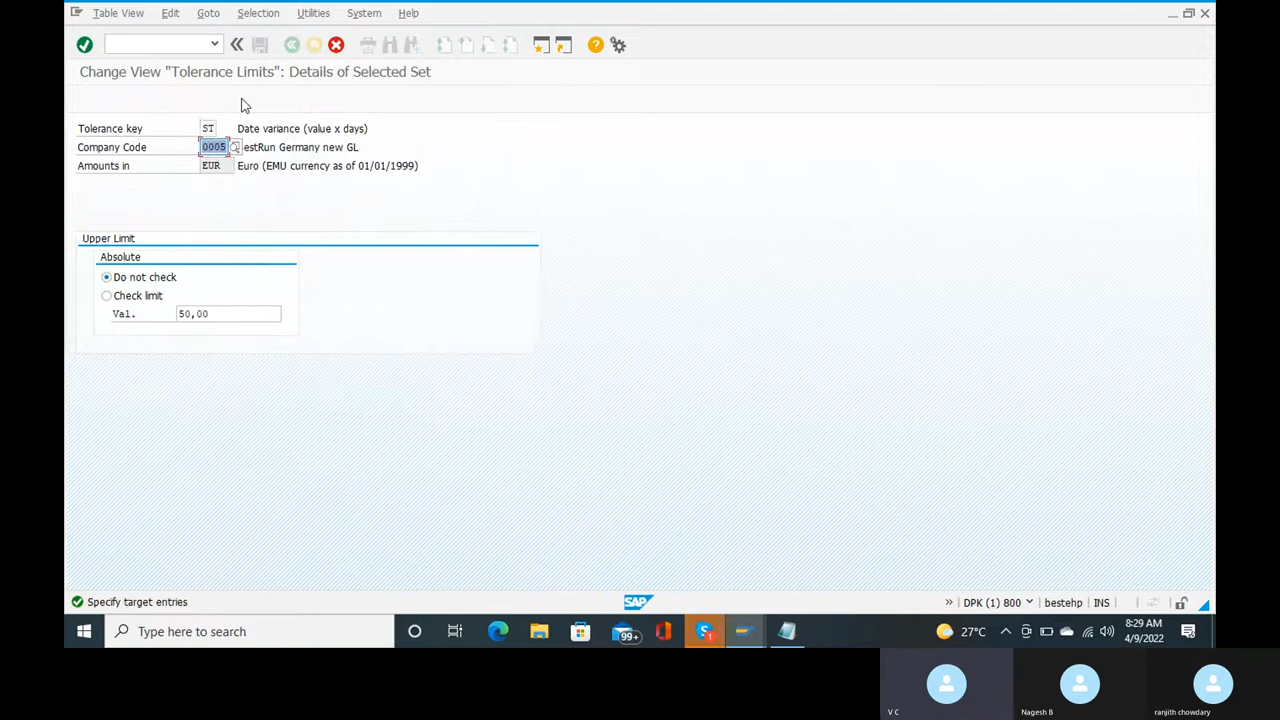 Table View Edit Goto Selection Utilities System Help
Change View "Tolerance Limits": Details of Selected Set
Tolerance key ST Date variance (value x days)
Company Code 0005 estRun Germany new GL
Amounts in EUR Euro (EMU currency as of 01/01/1999)
Upper Limit
Absolute
Do not check
Check limit
Val. 50,00
Specify target entries
SAP
» DPK (1) 800 bestehp INS
Type here to search
99+
1
27°C
8:29 AM
4/9/2022
V C
Nagesh B
ranjith chowdary